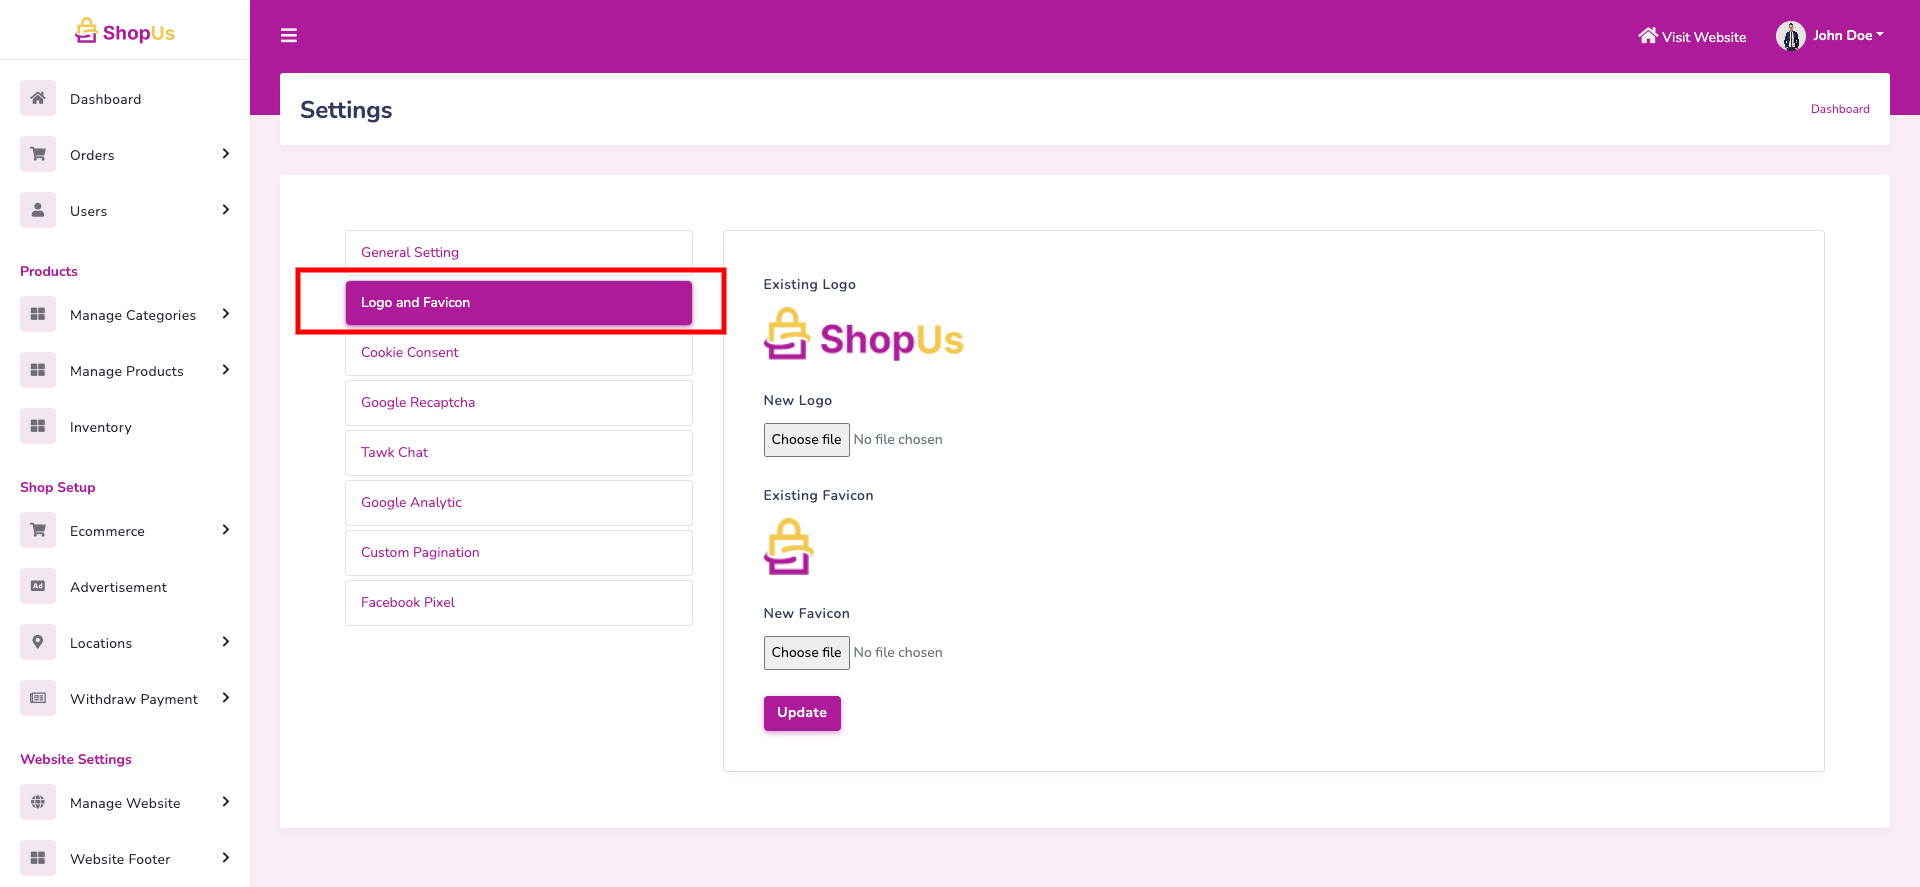 ShopUs
Visit Website
John Doe
Dashboard
Orders
Users
Products
Manage Categories
Manage Products
Inventory
Shop Setup
Ecommerce
Ad
Advertisement
Locations
Withdraw Payment
Website Settings
Manage Website
Website Footer
Settings
Dashboard
General Setting
Logo and Favicon
Cookie Consent
Google Recaptcha
Tawk Chat
Google Analytic
Custom Pagination
Facebook Pixel
Existing Logo
ShopUs
New Logo
Choose file No file chosen
Existing Favicon
New Favicon
Choose file No file chosen
Update